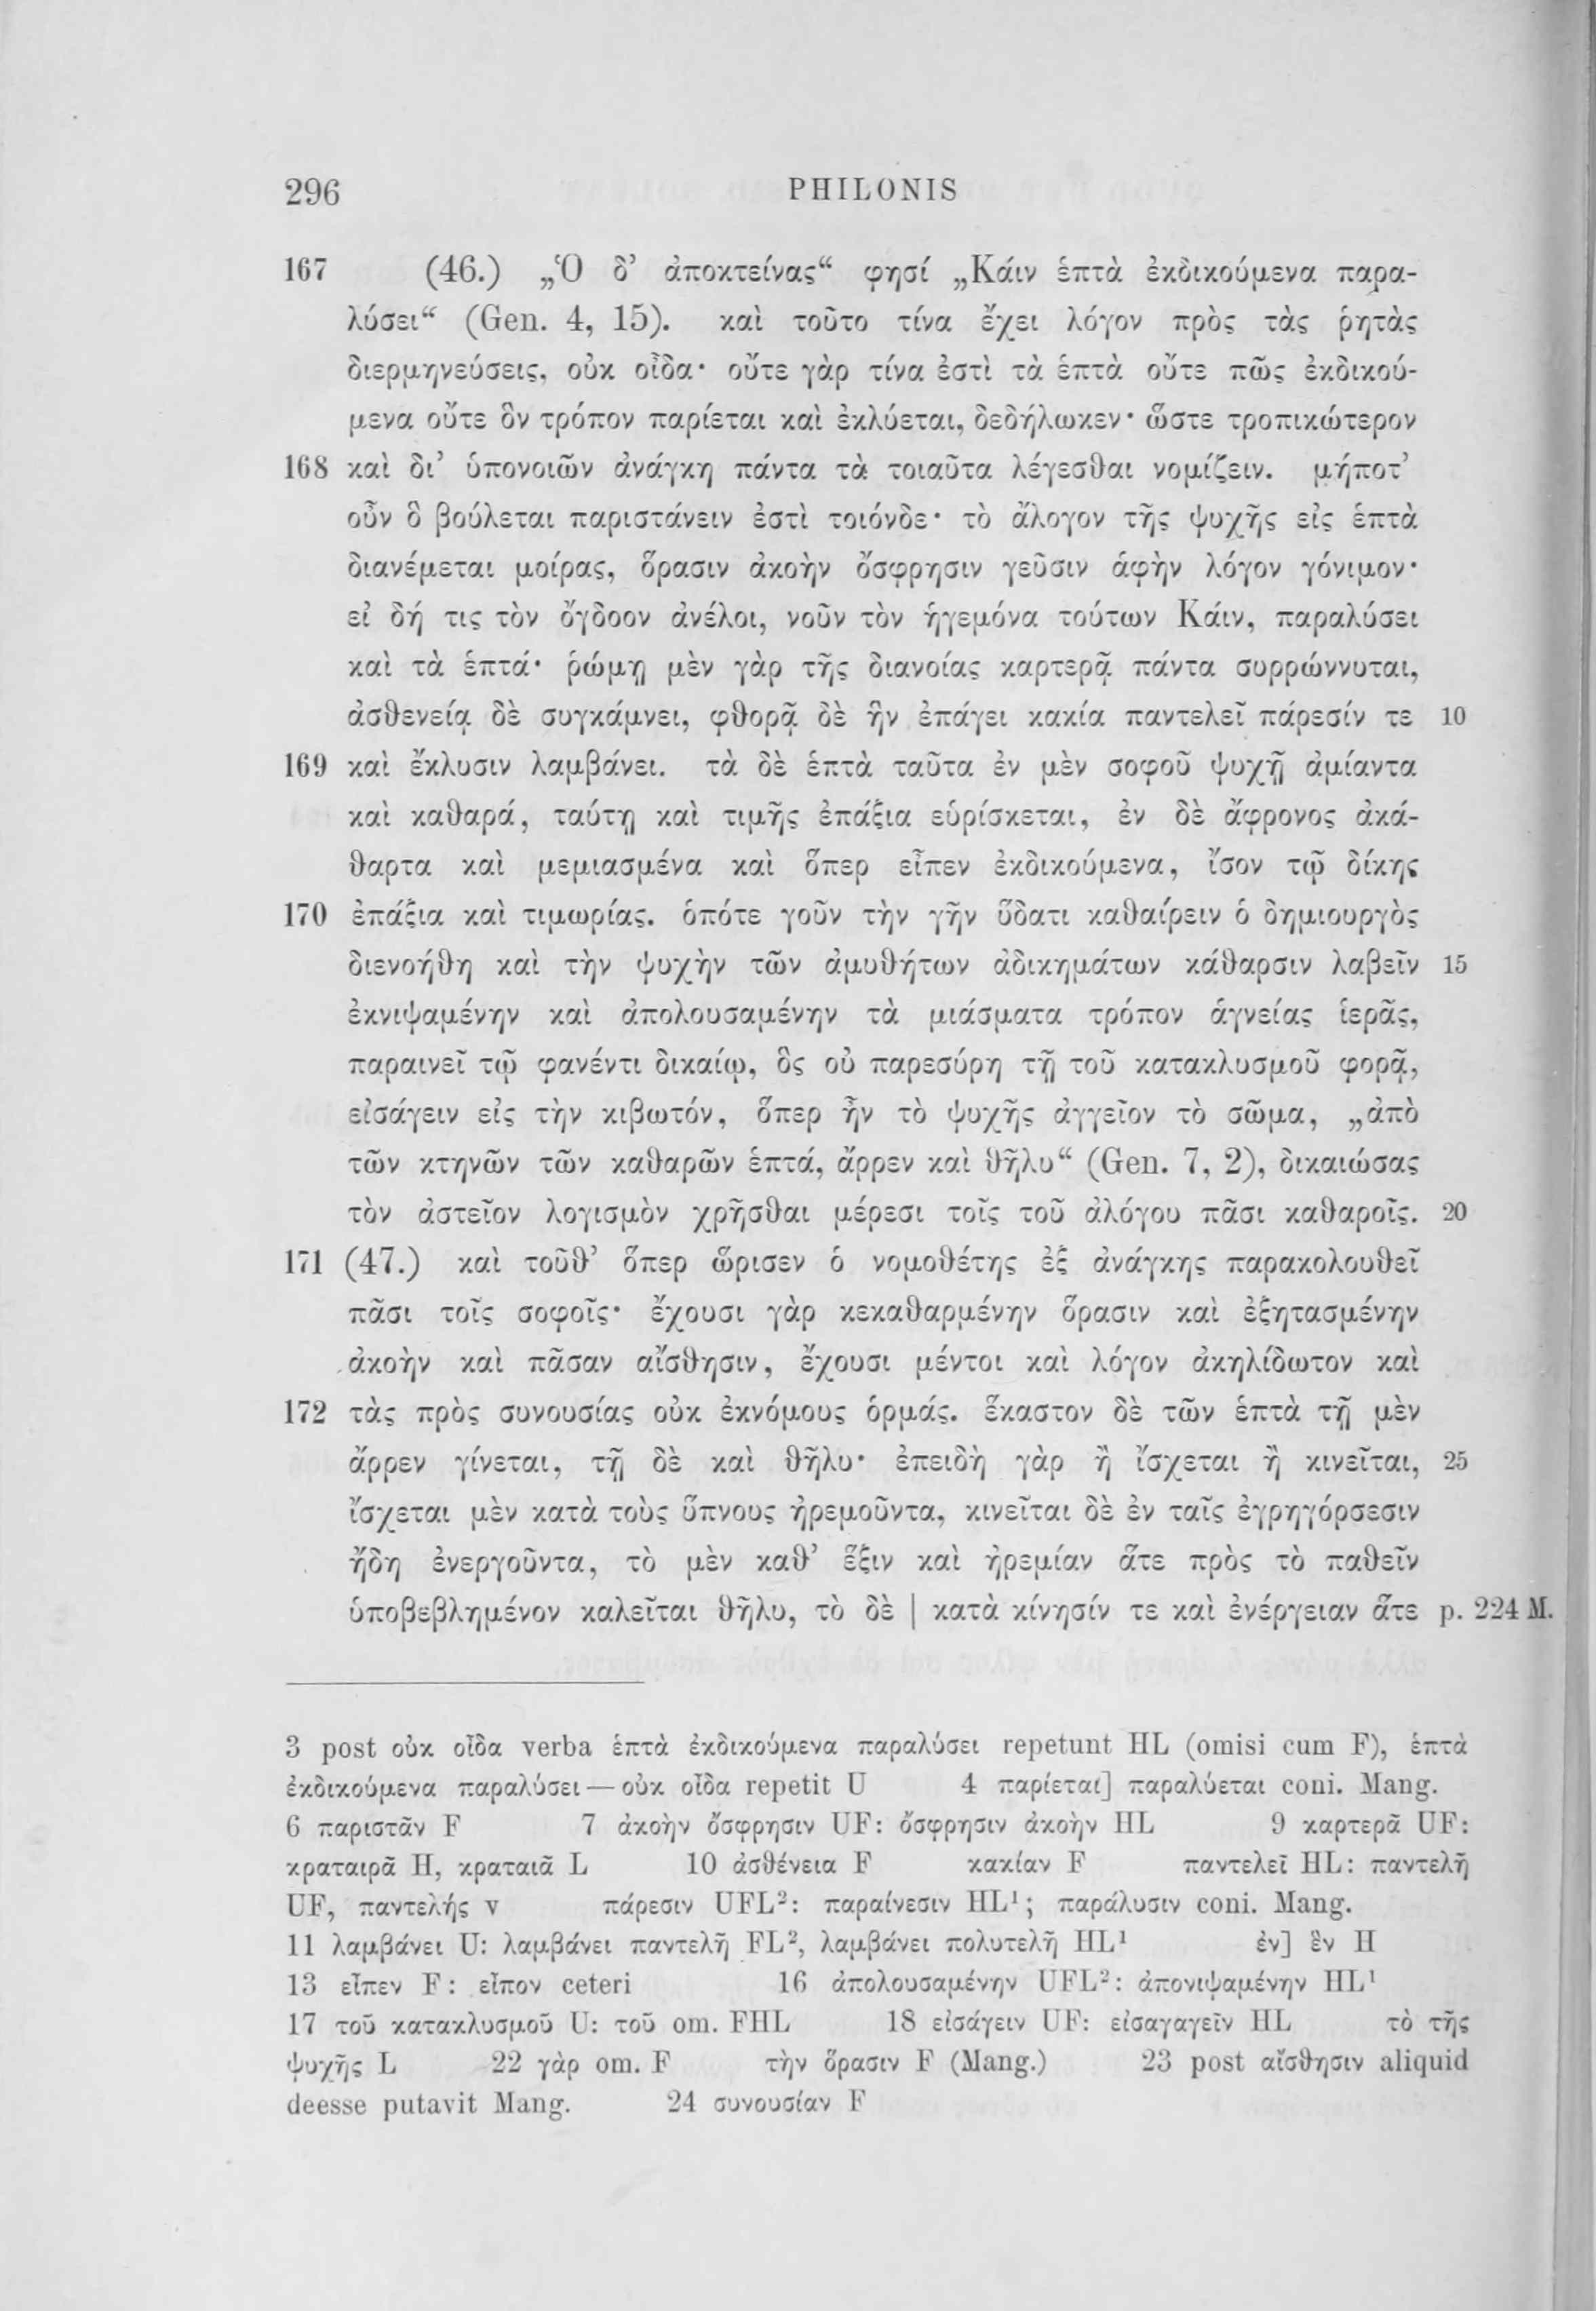 296 PHILONIS
167 (46.) „Ὁ δ’ ἀποκτείνας“ φησί „Κάιν ἑπτὰ ἐκδικούμενα παρα-
λύσει“ (Gen. 4, 15). καὶ τοῦτο τίνα ἔχει λόγον πρὸς τὰς ῥητὰς
διερμηνεύσεις, οὐκ οἶδα· οὔτε γὰρ τίνα ἐστὶ τὰ ἑπτὰ οὔτε πῶς ἐκδικού-
μενα οὔτε ὃν τρόπον παρίεται καὶ ἐκλύεται, δεδήλωκεν· ὥστε τροπικώτερον
168 καὶ δι’ ὑπονοιῶν ἀνάγκη πάντα τὰ τοιαῦτα λέγεσθαι νομίζειν. μήποτ’
οὖν ὃ βούλεται παριστάνειν ἐστὶ τοιόνδε· τὸ ἄλογον τῆς ψυχῆς εἰς ἑπτὰ
διανέμεται μοίρας, ὅρασιν ἀκοὴν ὄσφρησιν γεῦσιν ἁφὴν λόγον γόνιμον·
εἰ δή τις τὸν ὄγδοον ἀνέλοι, νοῦν τὸν ἡγεμόνα τούτων Κάιν, παραλύσει
καὶ τὰ ἑπτά· ῥώμῃ μὲν γὰρ τῆς διανοίας καρτερᾷ πάντα συρρώννυται,
ἀσθενείᾳ δὲ συγκάμνει, φθορᾷ δὲ ἣν ἐπάγει κακία παντελεῖ πάρεσίν τε 10
169 καὶ ἔκλυσιν λαμβάνει. τὰ δὲ ἑπτὰ ταῦτα ἐν μὲν σοφοῦ ψυχῇ ἀμίαντα
καὶ καθαρά, ταύτῃ καὶ τιμῆς ἐπάξια εὑρίσκεται, ἐν δὲ ἄφρονος ἀκά-
θαρτα καὶ μεμιασμένα καὶ ὅπερ εἶπεν ἐκδικούμενα, ἴσον τῷ δίκης
170 ἐπάξια καὶ τιμωρίας. ὁπότε γοῦν τὴν γῆν ὕδατι καθαίρειν ὁ δημιουργὸς
διενοήθη καὶ τὴν ψυχὴν τῶν ἀμυθήτων ἀδικημάτων κάθαρσιν λαβεῖν 15
ἐκνιψαμένην καὶ ἀπολουσαμένην τὰ μιάσματα τρόπον ἁγνείας ἱερᾶς,
παραινεῖ τῷ φανέντι δικαίῳ, ὃς οὐ παρεσύρη τῇ τοῦ κατακλυσμοῦ φορᾷ,
εἰσάγειν εἰς τὴν κιβωτόν, ὅπερ ἦν τὸ ψυχῆς ἀγγεῖον τὸ σῶμα, „ἀπὸ
τῶν κτηνῶν τῶν καθαρῶν ἑπτά, ἄρρεν καὶ θῆλυ“ (Gen. 7, 2), δικαιώσας
τὸν ἀστεῖον λογισμὸν χρῆσθαι μέρεσι τοῖς τοῦ ἀλόγου πᾶσι καθαροῖς. 20
171 (47.) καὶ τοῦθ’ ὅπερ ὥρισεν ὁ νομοθέτης ἐξ ἀνάγκης παρακολουθεῖ
πᾶσι τοῖς σοφοῖς· ἔχουσι γὰρ κεκαθαρμένην ὅρασιν καὶ ἐξητασμένην
ἀκοὴν καὶ πᾶσαν αἴσθησιν, ἔχουσι μέντοι καὶ λόγον ἀκηλίδωτον καὶ
172 τὰς πρὸς συνουσίας οὐκ ἐκνόμους ὁρμάς. ἕκαστον δὲ τῶν ἑπτὰ τῇ μὲν
ἄρρεν γίνεται, τῇ δὲ καὶ θῆλυ· ἐπειδὴ γὰρ ἢ ἴσχεται ἢ κινεῖται, 25
ἴσχεται μὲν κατὰ τοὺς ὕπνους ἠρεμοῦντα, κινεῖται δὲ ἐν ταῖς ἐγρηγόρσεσιν
ἤδη ἐνεργοῦντα, τὸ μὲν καθ’ ἕξιν καὶ ἠρεμίαν ἅτε πρὸς τὸ παθεῖν
ὑποβεβλημένον καλεῖται θῆλυ, τὸ δὲ | κατὰ κίνησίν τε καὶ ἐνέργειαν ἅτε p. 224 M.
3 post οὐκ οἶδα verba ἑπτὰ ἐκδικούμενα παραλύσει repetunt HL (omisi cum F), ἑπτὰ
ἐκδικούμενα παραλύσει — οὐκ οἶδα repetit U 4 παρίεται] παραλύεται coni. Mang.
6 παριστᾶν F 7 ἀκοὴν ὄσφρησιν UF: ὄσφρησιν ἀκοὴν HL 9 καρτερᾶ UF:
κραταιρᾶ H, κραταιᾶ L 10 ἀσθένεια F κακίαν F παντελεῖ HL: παντελῆ
UF, παντελής v πάρεσιν UFL²: παραίνεσιν HL¹; παράλυσιν coni. Mang.
11 λαμβάνει U: λαμβάνει παντελῆ FL², λαμβάνει πολυτελῆ HL¹ ἐν] ἓν H
13 εἶπεν F: εἶπον ceteri 16 ἀπολουσαμένην UFL²: ἀπονιψαμένην HL¹
17 τοῦ κατακλυσμοῦ U: τοῦ om. FHL 18 εἰσάγειν UF: εἰσαγαγεῖν HL τὸ τῆς
ψυχῆς L 22 γὰρ om. F τὴν ὅρασιν F (Mang.) 23 post αἴσθησιν aliquid
deesse putavit Mang. 24 συνουσίαν F